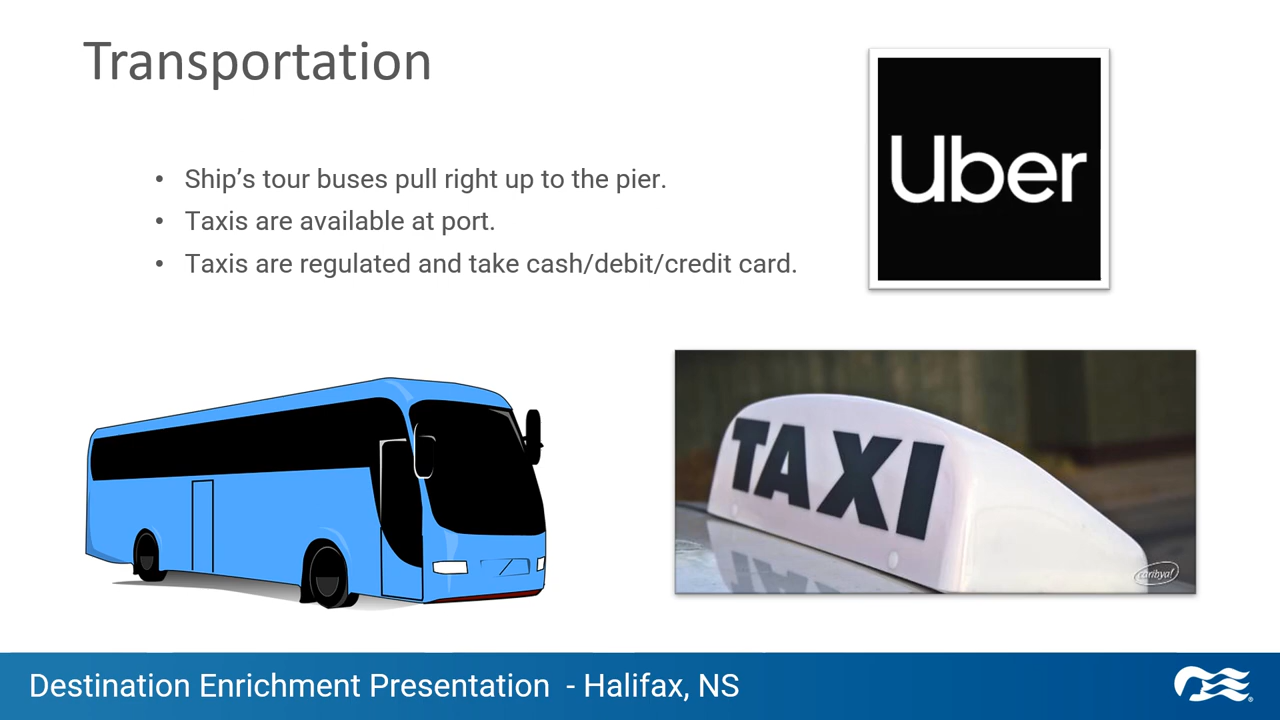 Transportation
Uber
• Ship’s tour buses pull right up to the pier.
• Taxis are available at port.
• Taxis are regulated and take cash/debit/credit card.
TAXI
caribya!
Destination Enrichment Presentation - Halifax, NS
®